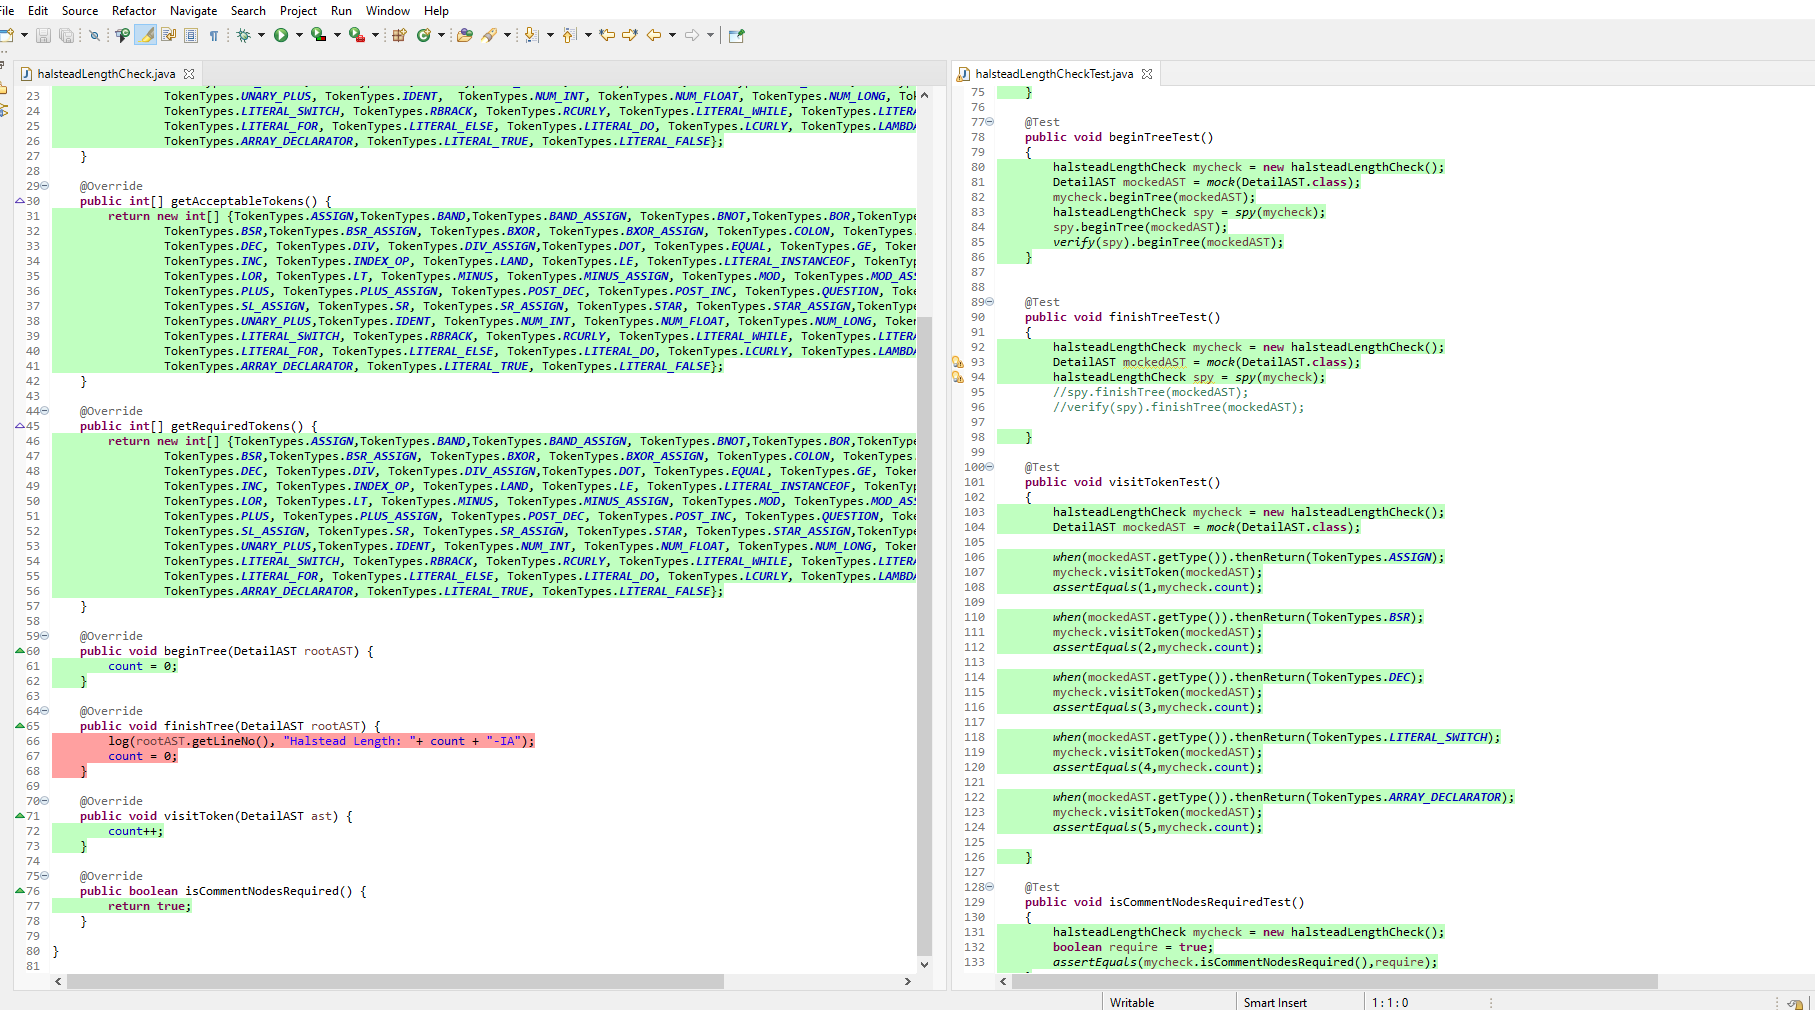 File Edit Source Refactor Navigate Search Project Run Window Help
halsteadLengthCheck.java
23 TokenTypes.UNARY_PLUS, TokenTypes.IDENT,  TokenTypes.NUM_INT, TokenTypes.NUM_FLOAT, TokenTypes.NUM_LONG, Tok
24 TokenTypes.LITERAL_SWITCH, TokenTypes.RBRACK, TokenTypes.RCURLY, TokenTypes.LITERAL_WHILE, TokenTypes.LITERA
25 TokenTypes.LITERAL_FOR, TokenTypes.LITERAL_ELSE, TokenTypes.LITERAL_DO, TokenTypes.LCURLY, TokenTypes.LAMBDA
26 TokenTypes.ARRAY_DECLARATOR, TokenTypes.LITERAL_TRUE, TokenTypes.LITERAL_FALSE};
27 }
28
29 @Override
30 public int[] getAcceptableTokens() {
31 return new int[] {TokenTypes.ASSIGN,TokenTypes.BAND,TokenTypes.BAND_ASSIGN, TokenTypes.BNOT,TokenTypes.BOR,TokenType
32 TokenTypes.BSR,TokenTypes.BSR_ASSIGN, TokenTypes.BXOR, TokenTypes.BXOR_ASSIGN, TokenTypes.COLON, TokenTypes.
33 TokenTypes.DEC, TokenTypes.DIV, TokenTypes.DIV_ASSIGN,TokenTypes.DOT, TokenTypes.EQUAL, TokenTypes.GE, Token
34 TokenTypes.INC, TokenTypes.INDEX_OP, TokenTypes.LAND, TokenTypes.LE, TokenTypes.LITERAL_INSTANCEOF, TokenTyp
35 TokenTypes.LOR, TokenTypes.LT, TokenTypes.MINUS, TokenTypes.MINUS_ASSIGN, TokenTypes.MOD, TokenTypes.MOD_ASS
36 TokenTypes.PLUS, TokenTypes.PLUS_ASSIGN, TokenTypes.POST_DEC, TokenTypes.POST_INC, TokenTypes.QUESTION, Toke
37 TokenTypes.SL_ASSIGN, TokenTypes.SR, TokenTypes.SR_ASSIGN, TokenTypes.STAR, TokenTypes.STAR_ASSIGN,TokenType
38 TokenTypes.UNARY_PLUS,TokenTypes.IDENT, TokenTypes.NUM_INT, TokenTypes.NUM_FLOAT, TokenTypes.NUM_LONG, Token
39 TokenTypes.LITERAL_SWITCH, TokenTypes.RBRACK, TokenTypes.RCURLY, TokenTypes.LITERAL_WHILE, TokenTypes.LITERA
40 TokenTypes.LITERAL_FOR, TokenTypes.LITERAL_ELSE, TokenTypes.LITERAL_DO, TokenTypes.LCURLY, TokenTypes.LAMBDA
41 TokenTypes.ARRAY_DECLARATOR, TokenTypes.LITERAL_TRUE, TokenTypes.LITERAL_FALSE};
42 }
43
44 @Override
45 public int[] getRequiredTokens() {
46 return new int[] {TokenTypes.ASSIGN,TokenTypes.BAND,TokenTypes.BAND_ASSIGN, TokenTypes.BNOT,TokenTypes.BOR,TokenType
47 TokenTypes.BSR,TokenTypes.BSR_ASSIGN, TokenTypes.BXOR, TokenTypes.BXOR_ASSIGN, TokenTypes.COLON, TokenTypes.
48 TokenTypes.DEC, TokenTypes.DIV, TokenTypes.DIV_ASSIGN,TokenTypes.DOT, TokenTypes.EQUAL, TokenTypes.GE, Token
49 TokenTypes.INC, TokenTypes.INDEX_OP, TokenTypes.LAND, TokenTypes.LE, TokenTypes.LITERAL_INSTANCEOF, TokenTyp
50 TokenTypes.LOR, TokenTypes.LT, TokenTypes.MINUS, TokenTypes.MINUS_ASSIGN, TokenTypes.MOD, TokenTypes.MOD_ASS
51 TokenTypes.PLUS, TokenTypes.PLUS_ASSIGN, TokenTypes.POST_DEC, TokenTypes.POST_INC, TokenTypes.QUESTION, Toke
52 TokenTypes.SL_ASSIGN, TokenTypes.SR, TokenTypes.SR_ASSIGN, TokenTypes.STAR, TokenTypes.STAR_ASSIGN,TokenType
53 TokenTypes.UNARY_PLUS,TokenTypes.IDENT, TokenTypes.NUM_INT, TokenTypes.NUM_FLOAT, TokenTypes.NUM_LONG, Token
54 TokenTypes.LITERAL_SWITCH, TokenTypes.RBRACK, TokenTypes.RCURLY, TokenTypes.LITERAL_WHILE, TokenTypes.LITERA
55 TokenTypes.LITERAL_FOR, TokenTypes.LITERAL_ELSE, TokenTypes.LITERAL_DO, TokenTypes.LCURLY, TokenTypes.LAMBDA
56 TokenTypes.ARRAY_DECLARATOR, TokenTypes.LITERAL_TRUE, TokenTypes.LITERAL_FALSE};
57 }
58
59 @Override
60 public void beginTree(DetailAST rootAST) {
61 count = 0;
62 }
63
64 @Override
65 public void finishTree(DetailAST rootAST) {
66 log(rootAST.getLineNo(), "Halstead Length: "+ count + "-IA");
67 count = 0;
68 }
69
70 @Override
71 public void visitToken(DetailAST ast) {
72 count++;
73 }
74
75 @Override
76 public boolean isCommentNodesRequired() {
77 return true;
78 }
79
80 }
81
halsteadLengthCheckTest.java
75 }
76
77 @Test
78 public void beginTreeTest()
79 {
80 halsteadLengthCheck mycheck = new halsteadLengthCheck();
81 DetailAST mockedAST = mock(DetailAST.class);
82 mycheck.beginTree(mockedAST);
83 halsteadLengthCheck spy = spy(mycheck);
84 spy.beginTree(mockedAST);
85 verify(spy).beginTree(mockedAST);
86 }
87
88
89 @Test
90 public void finishTreeTest()
91 {
92 halsteadLengthCheck mycheck = new halsteadLengthCheck();
93 DetailAST mockedAST = mock(DetailAST.class);
94 halsteadLengthCheck spy = spy(mycheck);
95 //spy.finishTree(mockedAST);
96 //verify(spy).finishTree(mockedAST);
97
98 }
99
100 @Test
101 public void visitTokenTest()
102 {
103 halsteadLengthCheck mycheck = new halsteadLengthCheck();
104 DetailAST mockedAST = mock(DetailAST.class);
105
106 when(mockedAST.getType()).thenReturn(TokenTypes.ASSIGN);
107 mycheck.visitToken(mockedAST);
108 assertEquals(1,mycheck.count);
109
110 when(mockedAST.getType()).thenReturn(TokenTypes.BSR);
111 mycheck.visitToken(mockedAST);
112 assertEquals(2,mycheck.count);
113
114 when(mockedAST.getType()).thenReturn(TokenTypes.DEC);
115 mycheck.visitToken(mockedAST);
116 assertEquals(3,mycheck.count);
117
118 when(mockedAST.getType()).thenReturn(TokenTypes.LITERAL_SWITCH);
119 mycheck.visitToken(mockedAST);
120 assertEquals(4,mycheck.count);
121
122 when(mockedAST.getType()).thenReturn(TokenTypes.ARRAY_DECLARATOR);
123 mycheck.visitToken(mockedAST);
124 assertEquals(5,mycheck.count);
125
126 }
127
128 @Test
129 public void isCommentNodesRequiredTest()
130 {
131 halsteadLengthCheck mycheck = new halsteadLengthCheck();
132 boolean require = true;
133 assertEquals(mycheck.isCommentNodesRequired(),require);
Writable Smart Insert 1 : 1 : 0